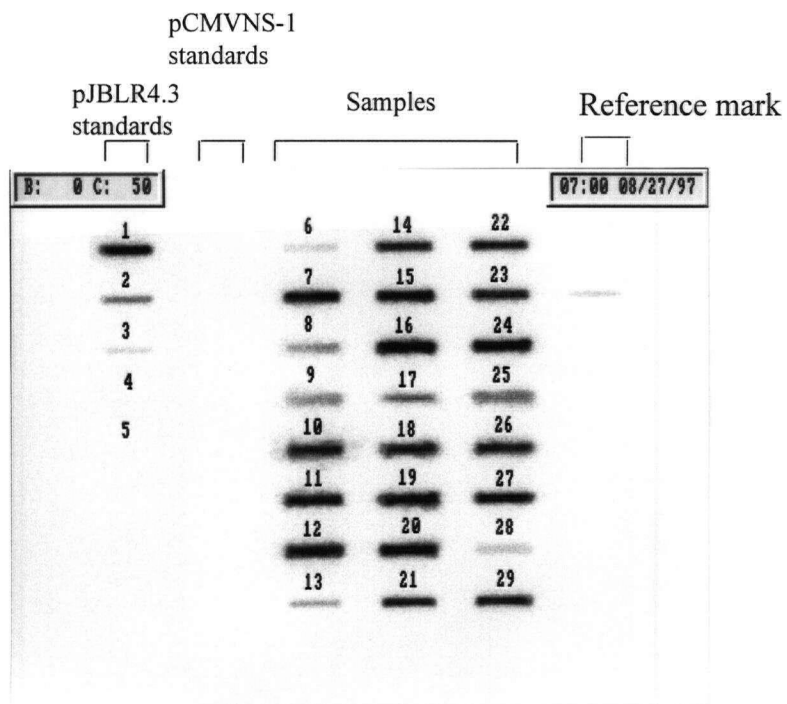 pCMVNS-1
standards
pJBLR4.3
standards
Samples
Reference mark
B: 0 C: 50
07:00 08/27/97
1 6 14 22
2 7 15 23
3 8 16 24
4 9 17 25
5 10 18 26
11 19 27
12 20 28
13 21 29